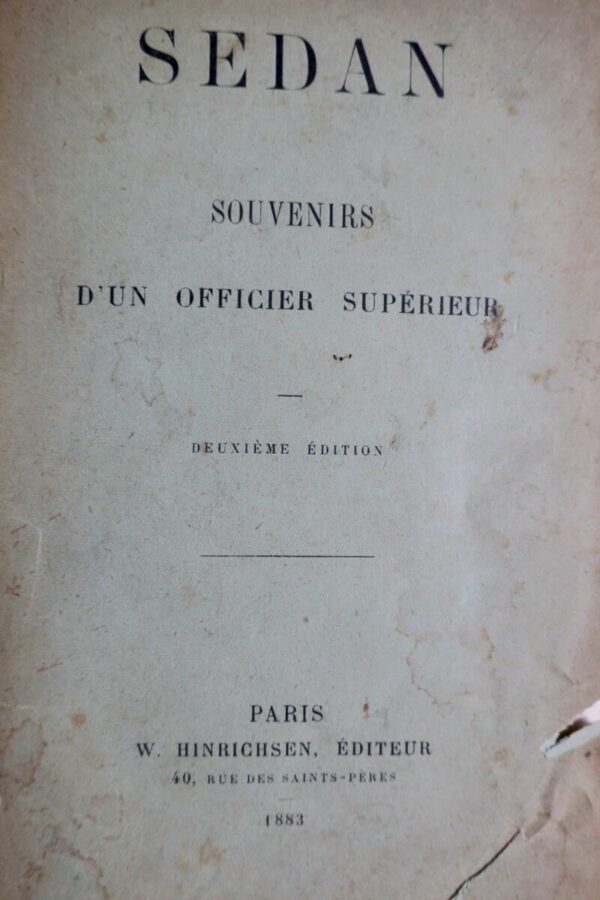 SEDAN
SOUVENIRS
D'UN OFFICIER SUPÉRIEUR
DEUXIÈME ÉDITION
PARIS
W. HINRICHSEN, ÉDITEUR
40, RUE DES SAINTS-PÈRES
1883